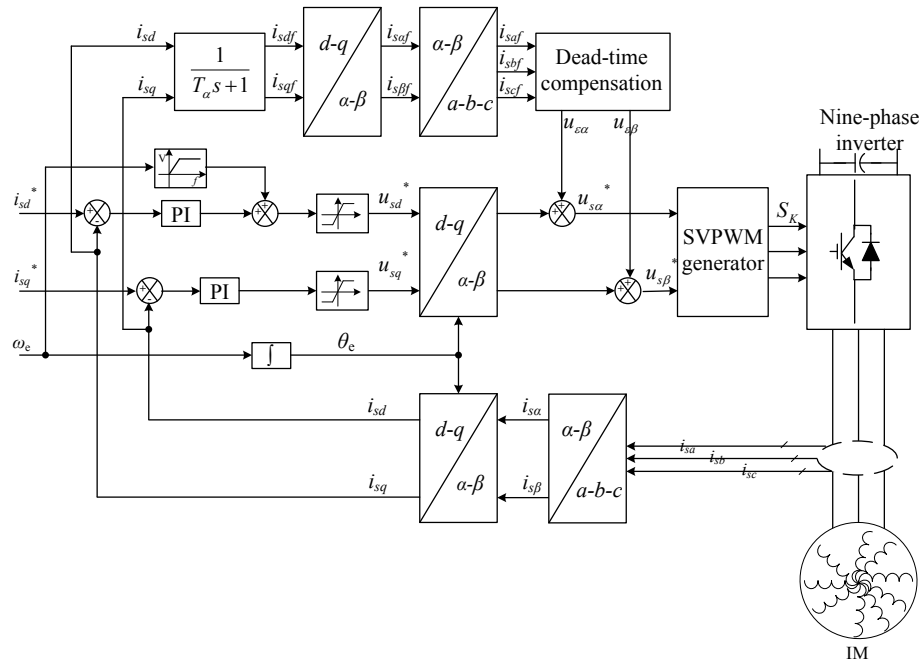 i_sd
i_sq
1
T_α s+1
i_sdf
i_sqf
d-q
α-β
i_sαf
i_sβf
α-β
a-b-c
i_saf
i_sbf
i_scf
Dead-time
compensation
u_εα
u_εβ
Nine-phase
inverter
V
f
i_sd*
+
-
PI
+
+
u_sd*
d-q
α-β
+
+
u_sα*
SVPWM
generator
S_K
i_sq*
+
-
PI
u_sq*
+
+
u_sβ*
ω_e
∫
θ_e
i_sd
i_sq
d-q
α-β
i_sα
i_sβ
α-β
a-b-c
i_sa
i_sb
i_sc
IM